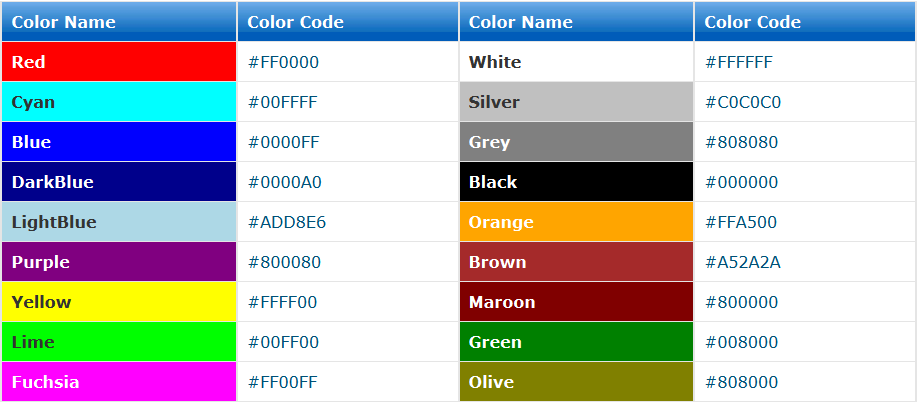 Color Name Color Code Color Name Color Code
Red #FF0000 White #FFFFFF
Cyan #00FFFF Silver #C0C0C0
Blue #0000FF Grey #808080
DarkBlue #0000A0 Black #000000
LightBlue #ADD8E6 Orange #FFA500
Purple #800080 Brown #A52A2A
Yellow #FFFF00 Maroon #800000
Lime #00FF00 Green #008000
Fuchsia #FF00FF Olive #808000